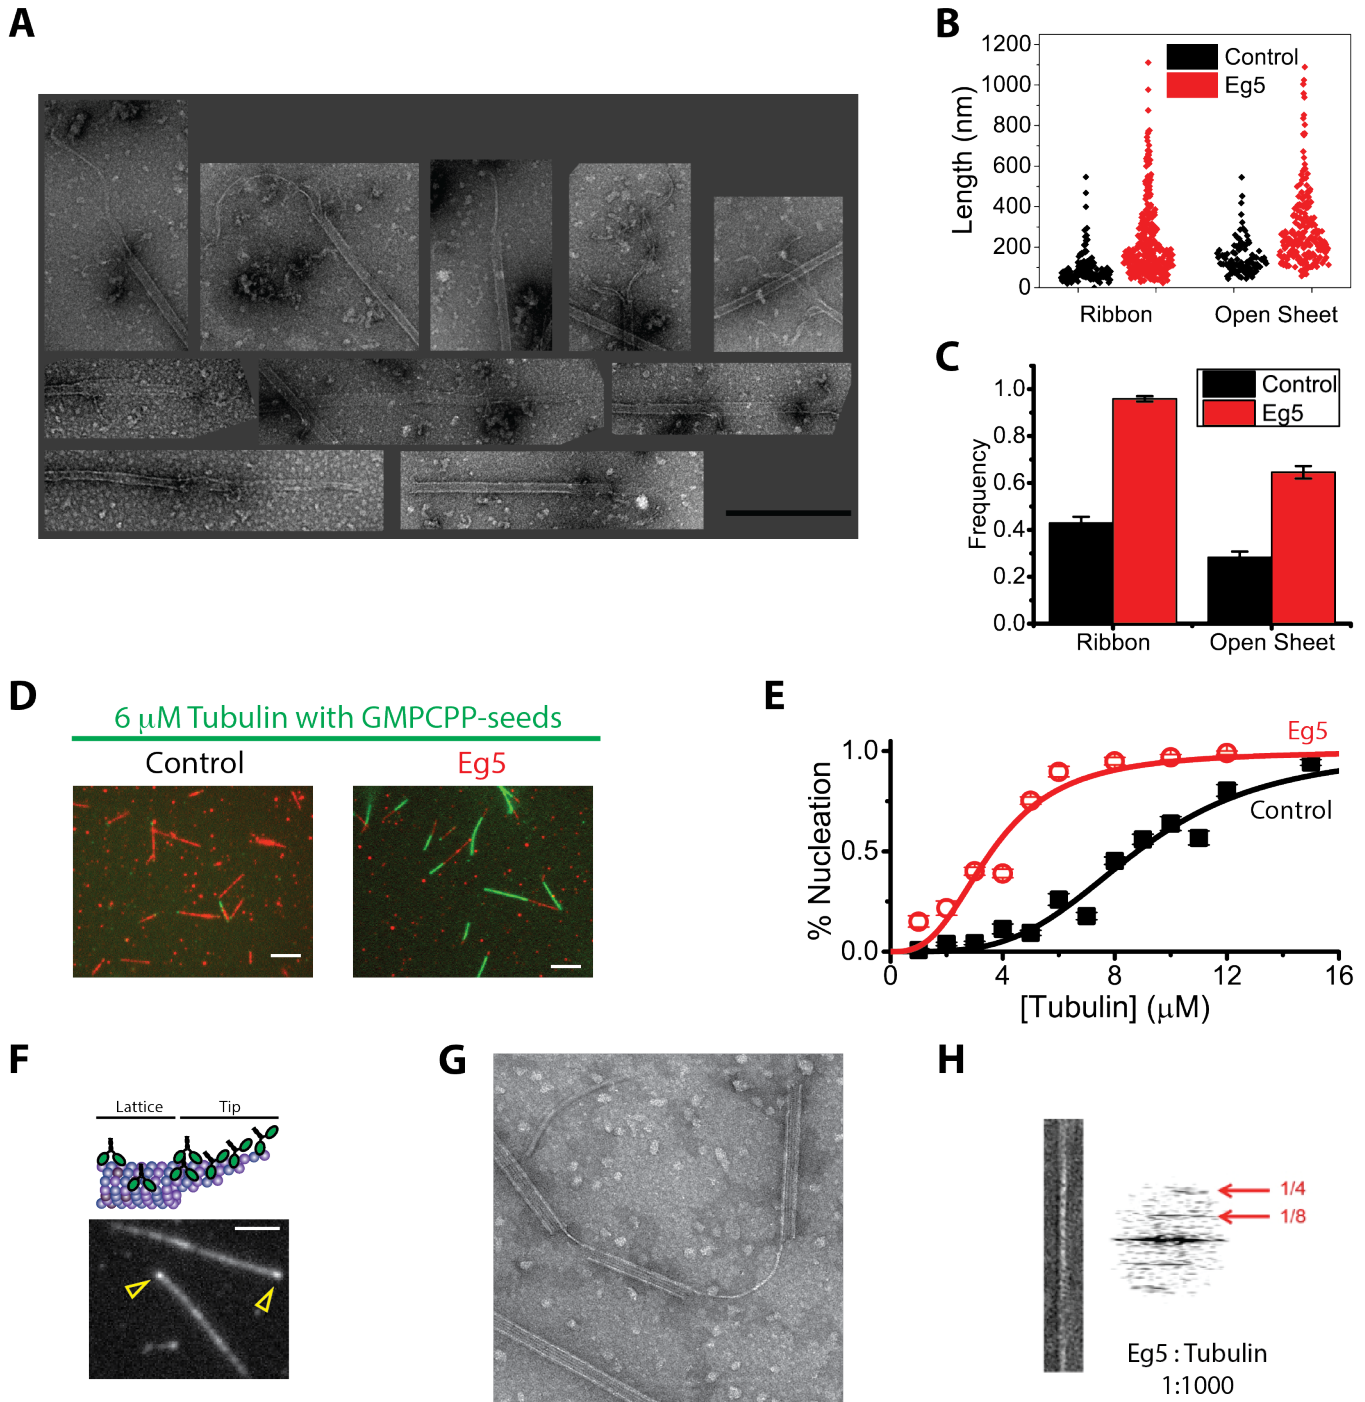 A
B
1200
1000
800
600
400
200
0
Length (nm)
Control
Eg5
Ribbon
Open Sheet
C
1.0
0.8
0.6
0.4
0.2
0.0
Frequency
Control
Eg5
Ribbon
Open Sheet
D
6 μM Tubulin with GMPCPP-seeds
Control
Eg5
E
1.0
0.5
0.0
% Nucleation
Eg5
Control
0
4
8
12
16
[Tubulin] (μM)
F
Lattice
Tip
G
H
1/4
1/8
Eg5 : Tubulin
1:1000